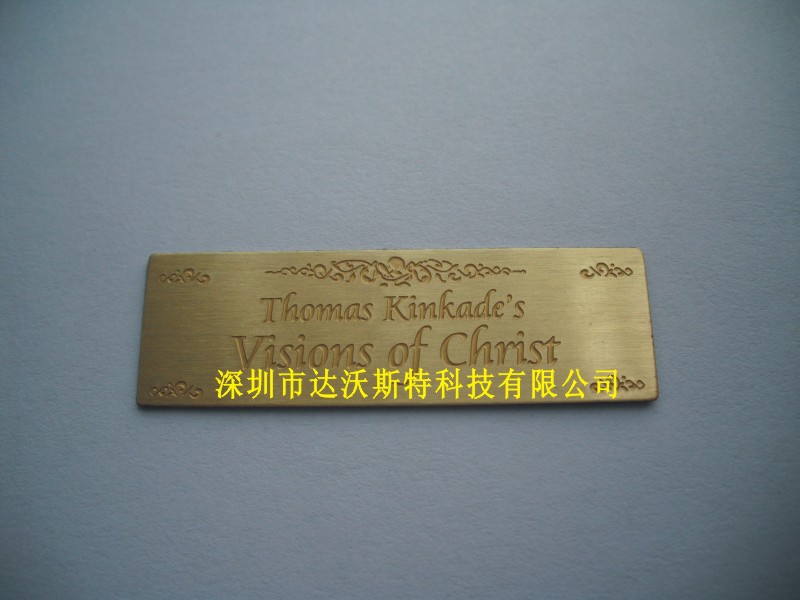 Thomas Kinkade's
Visions of Christ
深圳市达沃斯特科技有限公司